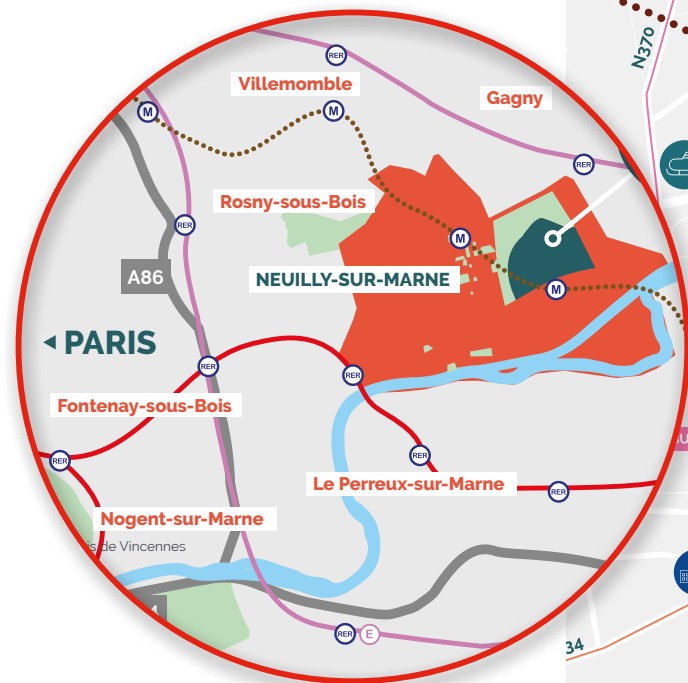 N370
RER
Villemomble
Gagny
M
M
RER
Rosny-sous-Bois
RER
M
A86
NEUILLY-SUR-MARNE
M
PARIS
RER
RER
Fontenay-sous-Bois
RER
RER
Le Perreux-sur-Marne
RER
Nogent-sur-Marne
de Vincennes
RER E
34